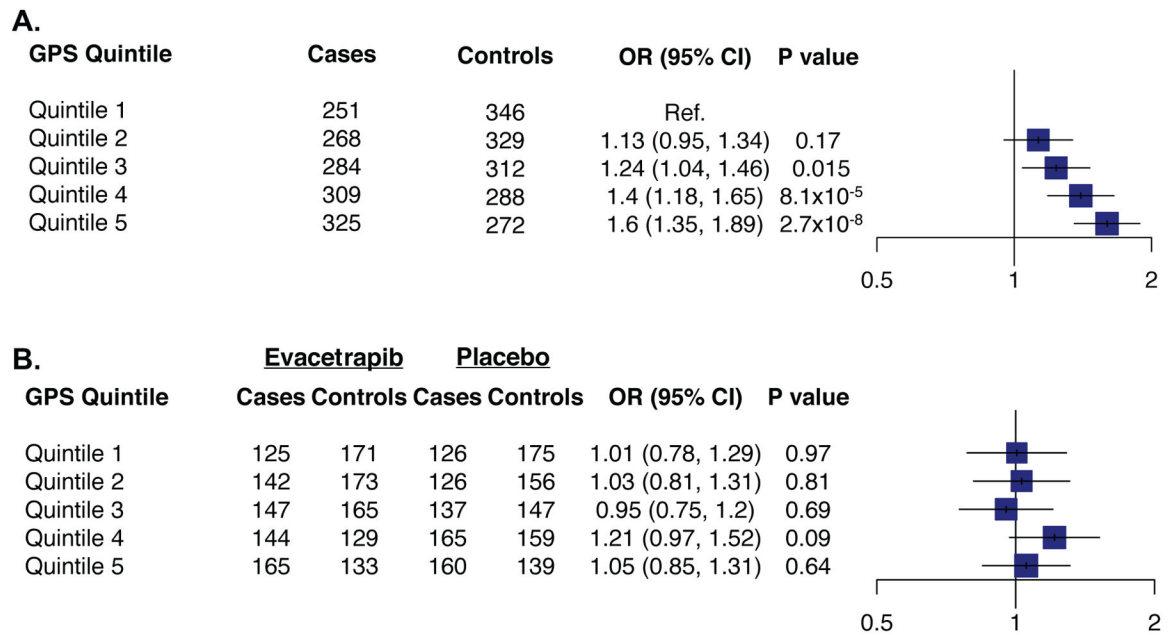 A.
GPS Quintile Cases Controls OR (95% CI) P value
Quintile 1 251 346 Ref.
Quintile 2 268 329 1.13 (0.95, 1.34) 0.17
Quintile 3 284 312 1.24 (1.04, 1.46) 0.015
Quintile 4 309 288 1.4 (1.18, 1.65) 8.1x10⁻⁵
Quintile 5 325 272 1.6 (1.35, 1.89) 2.7x10⁻⁸
0.5 1 2
B.
Evacetrapib Placebo
GPS Quintile Cases Controls Cases Controls OR (95% CI) P value
Quintile 1 125 171 126 175 1.01 (0.78, 1.29) 0.97
Quintile 2 142 173 126 156 1.03 (0.81, 1.31) 0.81
Quintile 3 147 165 137 147 0.95 (0.75, 1.2) 0.69
Quintile 4 144 129 165 159 1.21 (0.97, 1.52) 0.09
Quintile 5 165 133 160 139 1.05 (0.85, 1.31) 0.64
0.5 1 2